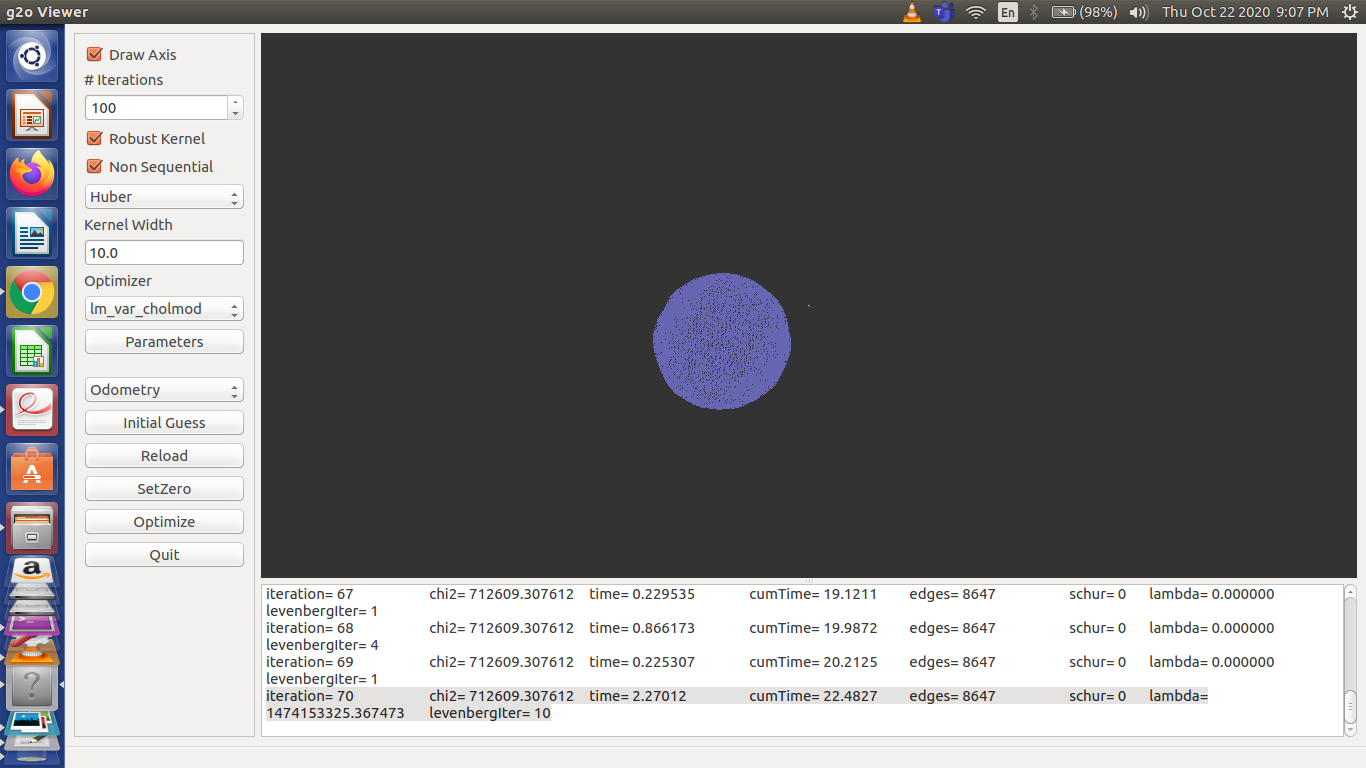 g2o Viewer
En
(98%)
Thu Oct 22 2020 9:07 PM
Draw Axis
# Iterations
100
Robust Kernel
Non Sequential
Huber
Kernel Width
10.0
Optimizer
lm_var_cholmod
Parameters
Odometry
Initial Guess
Reload
SetZero
Optimize
Quit
iteration= 67 chi2= 712609.307612 time= 0.229535 cumTime= 19.1211 edges= 8647 schur= 0 lambda= 0.000000
levenbergIter= 1
iteration= 68 chi2= 712609.307612 time= 0.866173 cumTime= 19.9872 edges= 8647 schur= 0 lambda= 0.000000
levenbergIter= 4
iteration= 69 chi2= 712609.307612 time= 0.225307 cumTime= 20.2125 edges= 8647 schur= 0 lambda= 0.000000
levenbergIter= 1
iteration= 70 chi2= 712609.307612 time= 2.27012 cumTime= 22.4827 edges= 8647 schur= 0 lambda=
1474153325.367473 levenbergIter= 10